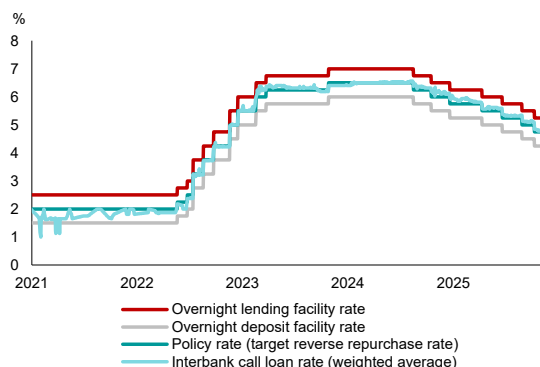 %
8
7
6
5
4
3
2
1
0
2021 2022 2023 2024 2025
Overnight lending facility rate
Overnight deposit facility rate
Policy rate (target reverse repurchase rate)
Interbank call loan rate (weighted average)